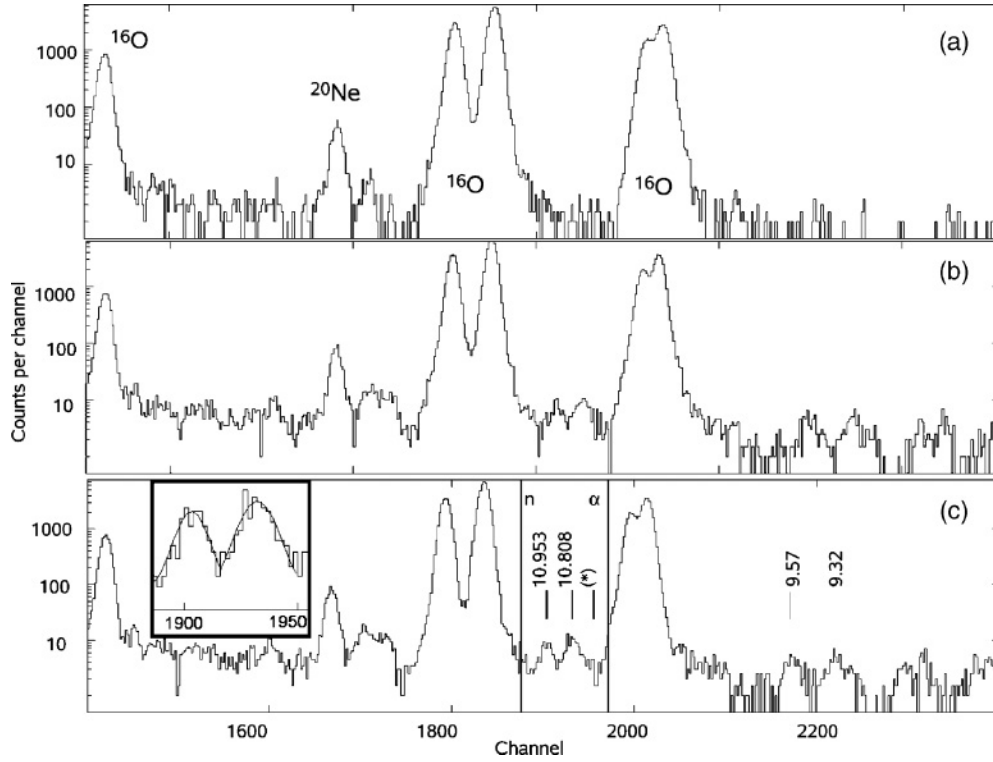 (a)
1000
100
10
¹⁶O
²⁰Ne
¹⁶O
¹⁶O
(b)
1000
100
10
Counts per channel
(c)
1000
100
10
1900
1950
n
α
10.953
10.808
(*)
9.57
9.32
1600
1800
2000
2200
Channel